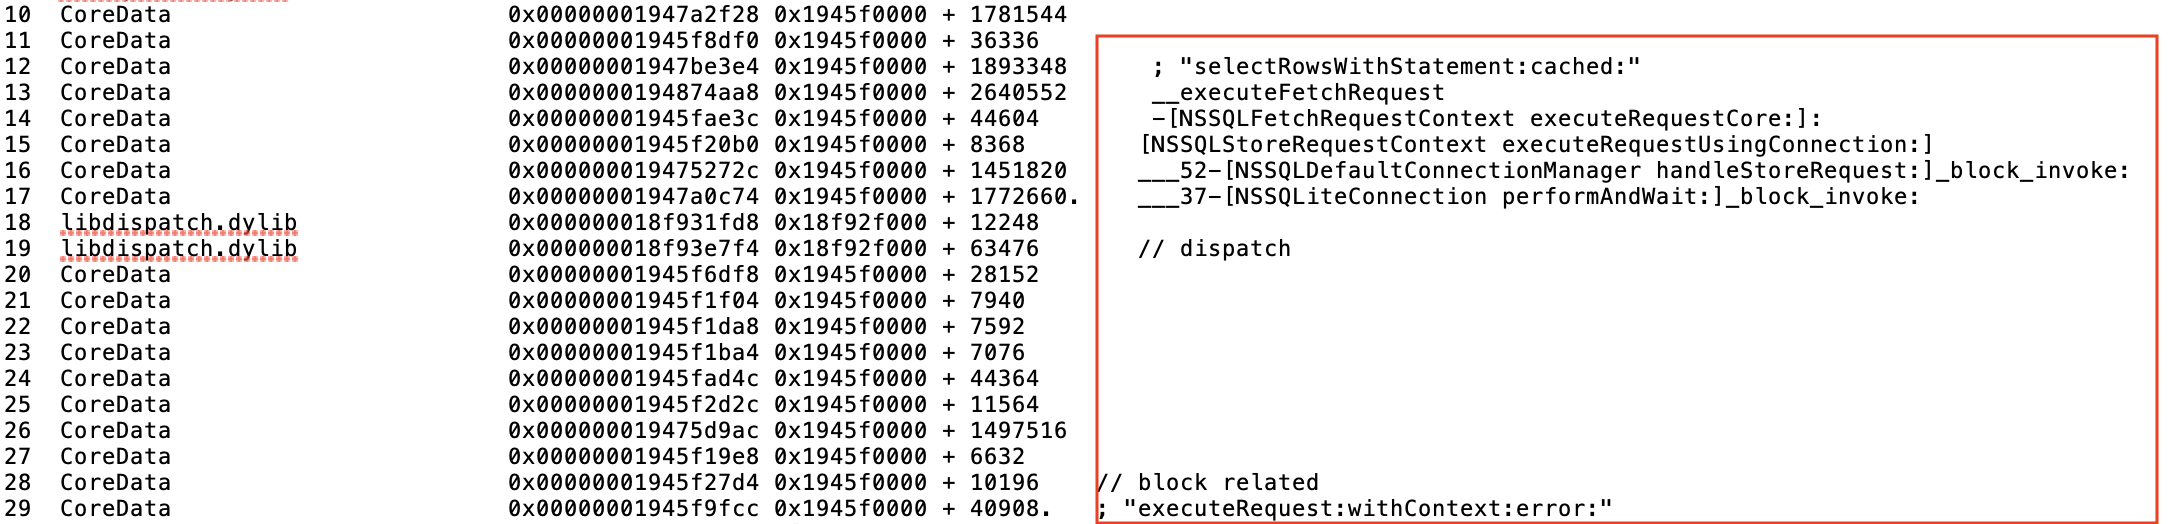 10 CoreData 0x00000001947a2f28 0x1945f0000 + 1781544
11 CoreData 0x00000001945f8df0 0x1945f0000 + 36336
12 CoreData 0x00000001947be3e4 0x1945f0000 + 1893348 ; "selectRowsWithStatement:cached:"
13 CoreData 0x0000000194874aa8 0x1945f0000 + 2640552 __executeFetchRequest
14 CoreData 0x00000001945fae3c 0x1945f0000 + 44604 -[NSSQLFetchRequestContext executeRequestCore:]:
15 CoreData 0x00000001945f20b0 0x1945f0000 + 8368 [NSSQLStoreRequestContext executeRequestUsingConnection:]
16 CoreData 0x000000019475272c 0x1945f0000 + 1451820 ___52-[NSSQLDefaultConnectionManager handleStoreRequest:]_block_invoke:
17 CoreData 0x00000001947a0c74 0x1945f0000 + 1772660. ___37-[NSSQLiteConnection performAndWait:]_block_invoke:
18 libdispatch.dylib 0x000000018f931fd8 0x18f92f000 + 12248
19 libdispatch.dylib 0x000000018f93e7f4 0x18f92f000 + 63476 // dispatch
20 CoreData 0x00000001945f6df8 0x1945f0000 + 28152
21 CoreData 0x00000001945f1f04 0x1945f0000 + 7940
22 CoreData 0x00000001945f1da8 0x1945f0000 + 7592
23 CoreData 0x00000001945f1ba4 0x1945f0000 + 7076
24 CoreData 0x00000001945fad4c 0x1945f0000 + 44364
25 CoreData 0x00000001945f2d2c 0x1945f0000 + 11564
26 CoreData 0x000000019475d9ac 0x1945f0000 + 1497516
27 CoreData 0x00000001945f19e8 0x1945f0000 + 6632
28 CoreData 0x00000001945f27d4 0x1945f0000 + 10196 // block related
29 CoreData 0x00000001945f9fcc 0x1945f0000 + 40908. ; "executeRequest:withContext:error:"